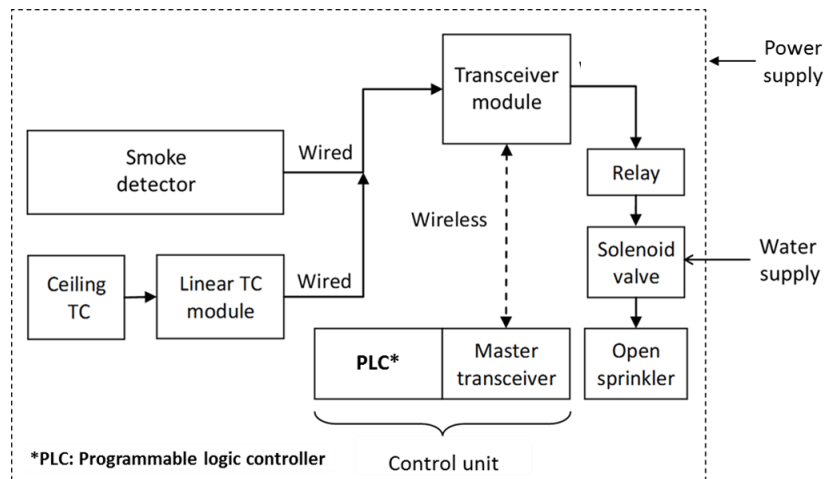 Power
supply
Transceiver
module
Smoke
detector
Wired
Relay
Wireless
Solenoid
valve
Water
supply
Ceiling
TC
Linear TC
module
Wired
PLC*
Master
transceiver
Open
sprinkler
*PLC: Programmable logic controller
Control unit